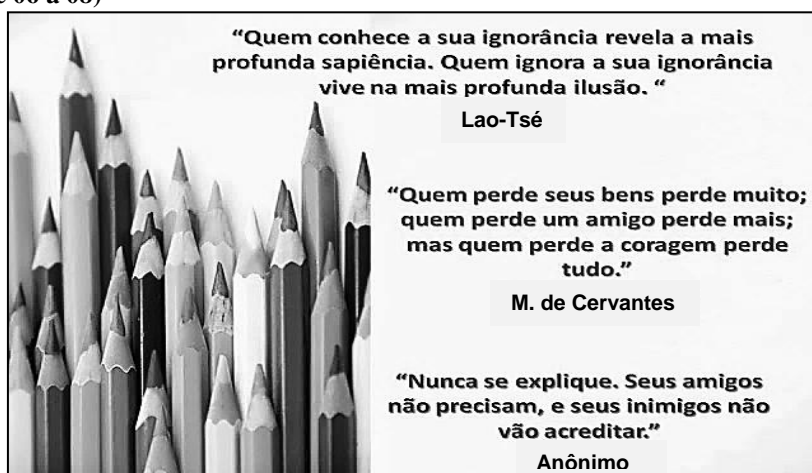 “Quem conhece a sua ignorância revela a mais
profunda sapiência. Quem ignora a sua ignorância
vive na mais profunda ilusão. “
Lao-Tsé
“Quem perde seus bens perde muito;
quem perde um amigo perde mais;
mas quem perde a coragem perde
tudo.”
M. de Cervantes
“Nunca se explique. Seus amigos
não precisam, e seus inimigos não
vão acreditar.”
Anônimo